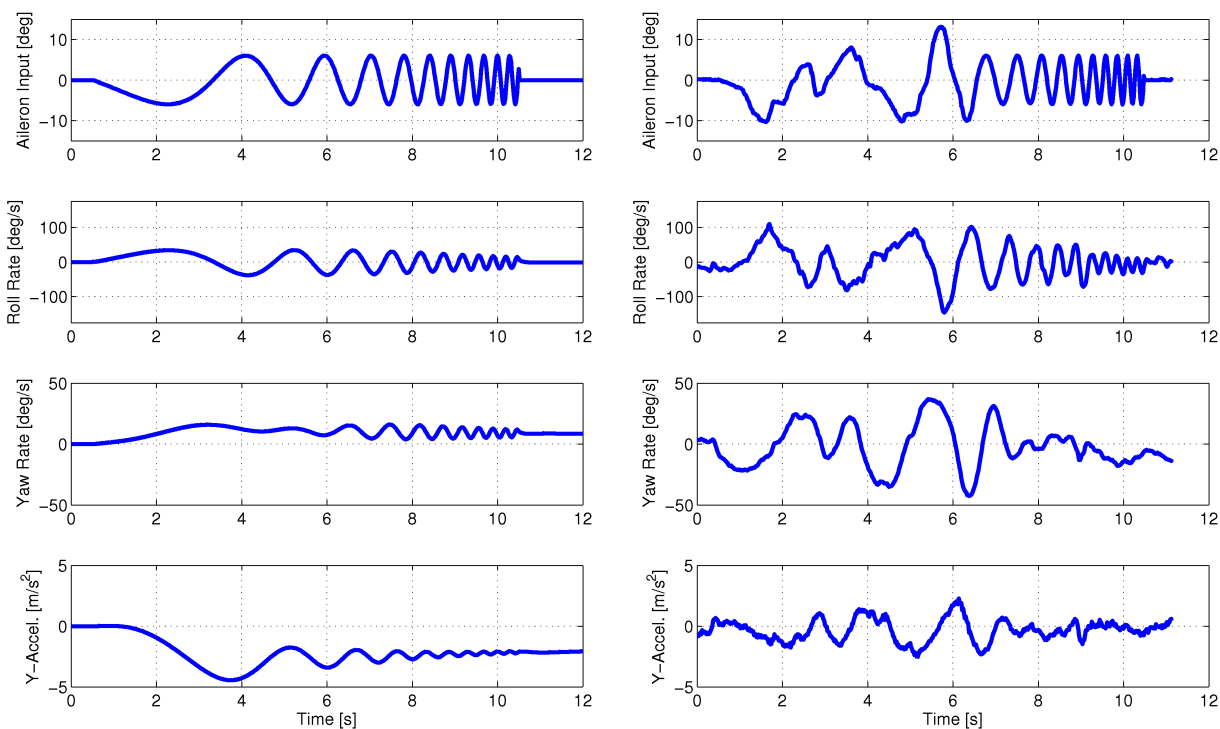 Aileron Input [deg]
10
0
−10
0 2 4 6 8 10 12
Aileron Input [deg]
10
0
−10
0 2 4 6 8 10 12
Roll Rate [deg/s]
100
0
−100
0 2 4 6 8 10 12
Roll Rate [deg/s]
100
0
−100
0 2 4 6 8 10 12
Yaw Rate [deg/s]
50
0
−50
0 2 4 6 8 10 12
Yaw Rate [deg/s]
50
0
−50
0 2 4 6 8 10 12
Y−Accel. [m/s²]
5
0
−5
0 2 4 6 8 10 12
Time [s]
Y−Accel. [m/s²]
5
0
−5
0 2 4 6 8 10 12
Time [s]